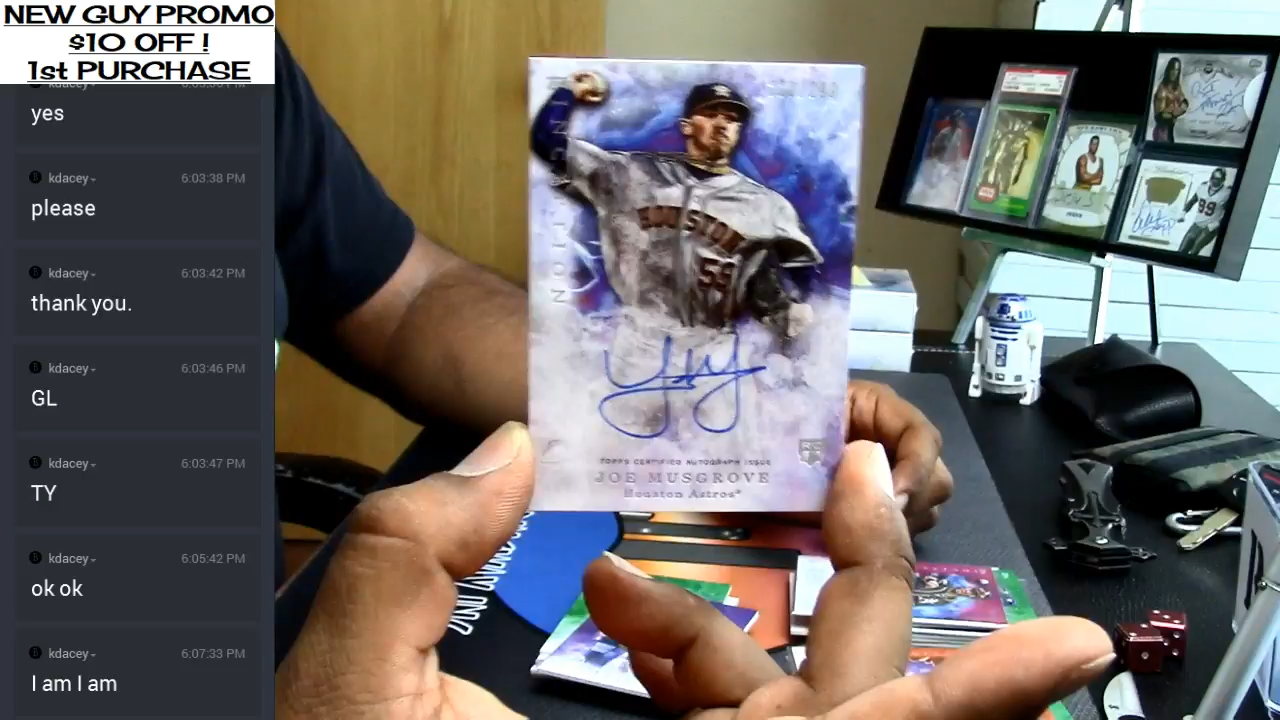 NEW GUY PROMO
$10 OFF !
1st PURCHASE
yes
kdacey
6:03:38 PM
please
kdacey
6:03:42 PM
thank you.
kdacey
6:03:46 PM
GL
kdacey
6:03:47 PM
TY
kdacey
6:05:42 PM
ok ok
kdacey
6:07:33 PM
I am I am
INCEPTION
HOUSTON
59
RC
TOPPS CERTIFIED AUTOGRAPH ISSUE
JOE MUSGROVE
Houston Astros
99